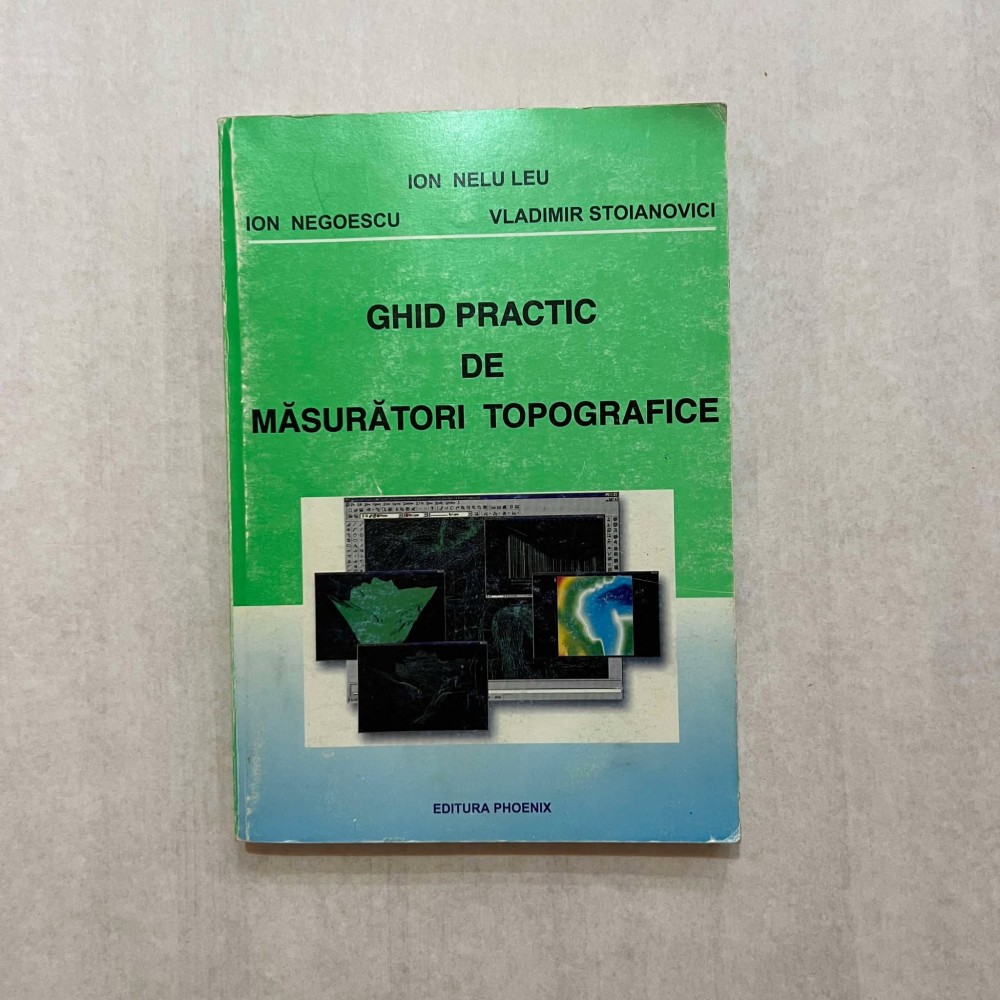 ION NELU LEU
ION NEGOESCU VLADIMIR STOIANOVICI
GHID PRACTIC
DE
MĂSURĂTORI TOPOGRAFICE
EDITURA PHOENIX